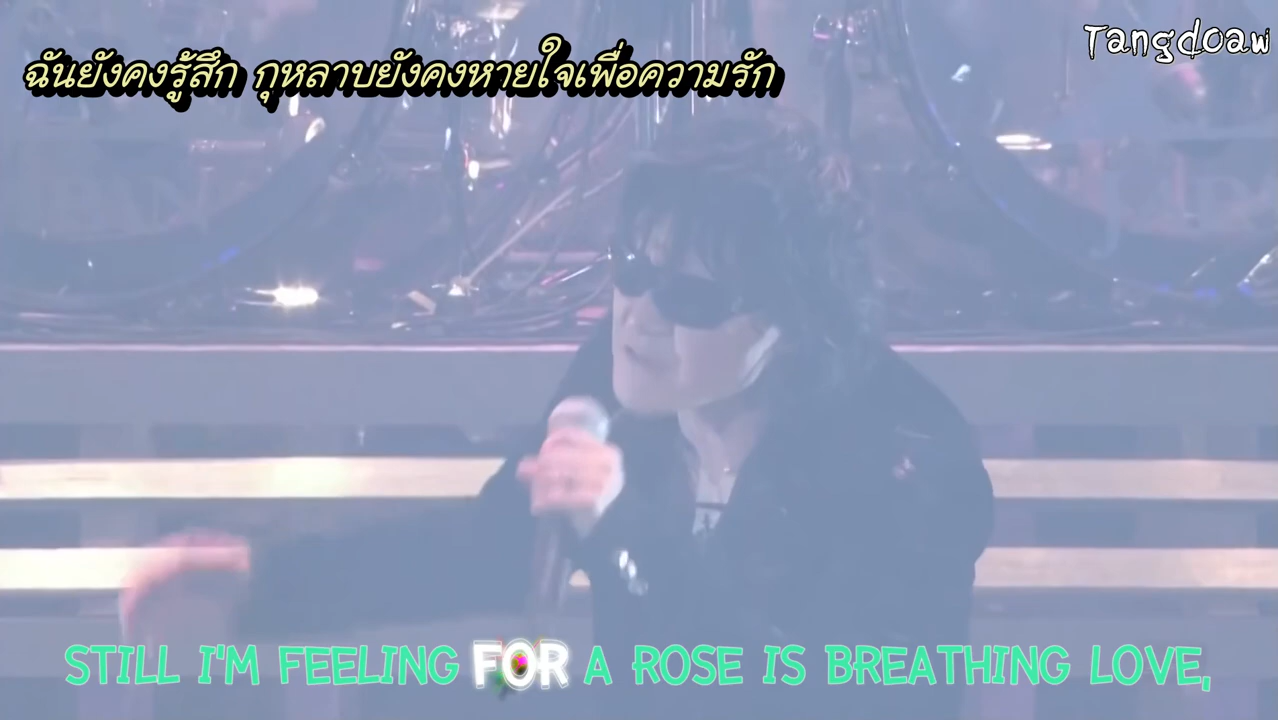 Tangdoaw
ฉันยังคงรู้สึก กุหลาบยังคงหายใจเพื่อความรัก
STILL I'M FEELING FOR A ROSE IS BREATHING LOVE,